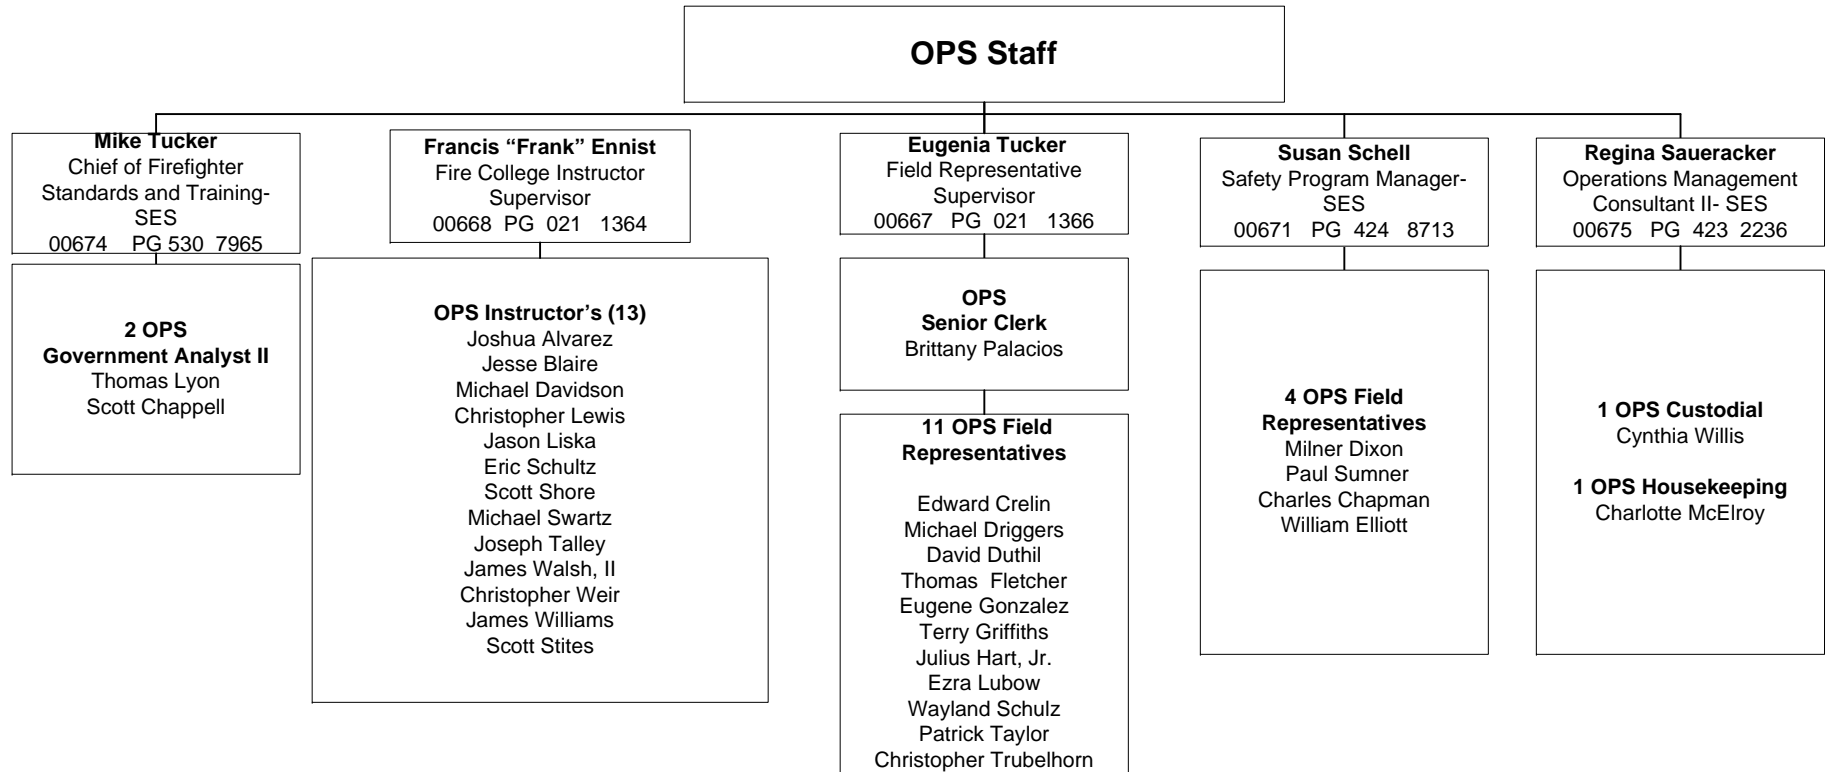 OPS Staff
Mike Tucker
Chief of Firefighter
Standards and Training-
SES
00674 PG 530 7965
2 OPS
Government Analyst II
Thomas Lyon
Scott Chappell
Francis “Frank” Ennist
Fire College Instructor
Supervisor
00668 PG 021 1364
OPS Instructor’s (13)
Joshua Alvarez
Jesse Blaire
Michael Davidson
Christopher Lewis
Jason Liska
Eric Schultz
Scott Shore
Michael Swartz
Joseph Talley
James Walsh, II
Christopher Weir
James Williams
Scott Stites
Eugenia Tucker
Field Representative
Supervisor
00667 PG 021 1366
OPS
Senior Clerk
Brittany Palacios
11 OPS Field
Representatives
Edward Crelin
Michael Driggers
David Duthil
Thomas Fletcher
Eugene Gonzalez
Terry Griffiths
Julius Hart, Jr.
Ezra Lubow
Wayland Schulz
Patrick Taylor
Christopher Trubelhorn
Susan Schell
Safety Program Manager-
SES
00671 PG 424 8713
4 OPS Field
Representatives
Milner Dixon
Paul Sumner
Charles Chapman
William Elliott
Regina Saueracker
Operations Management
Consultant II- SES
00675 PG 423 2236
1 OPS Custodial
Cynthia Willis
1 OPS Housekeeping
Charlotte McElroy